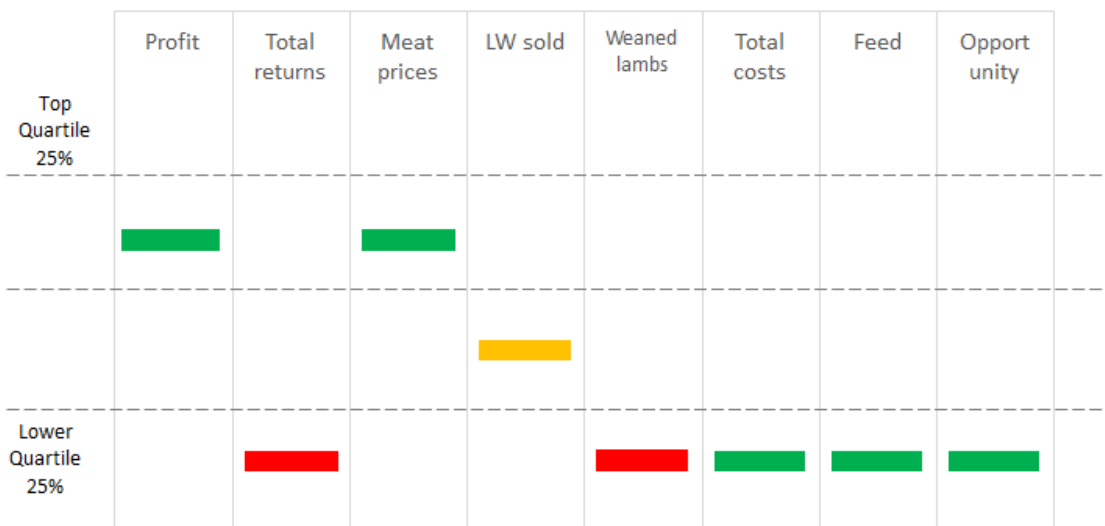 Profit
Total
returns
Meat
prices
LW sold
Weaned
lambs
Total
costs
Feed
Opport
unity
Top
Quartile
25%
Lower
Quartile
25%